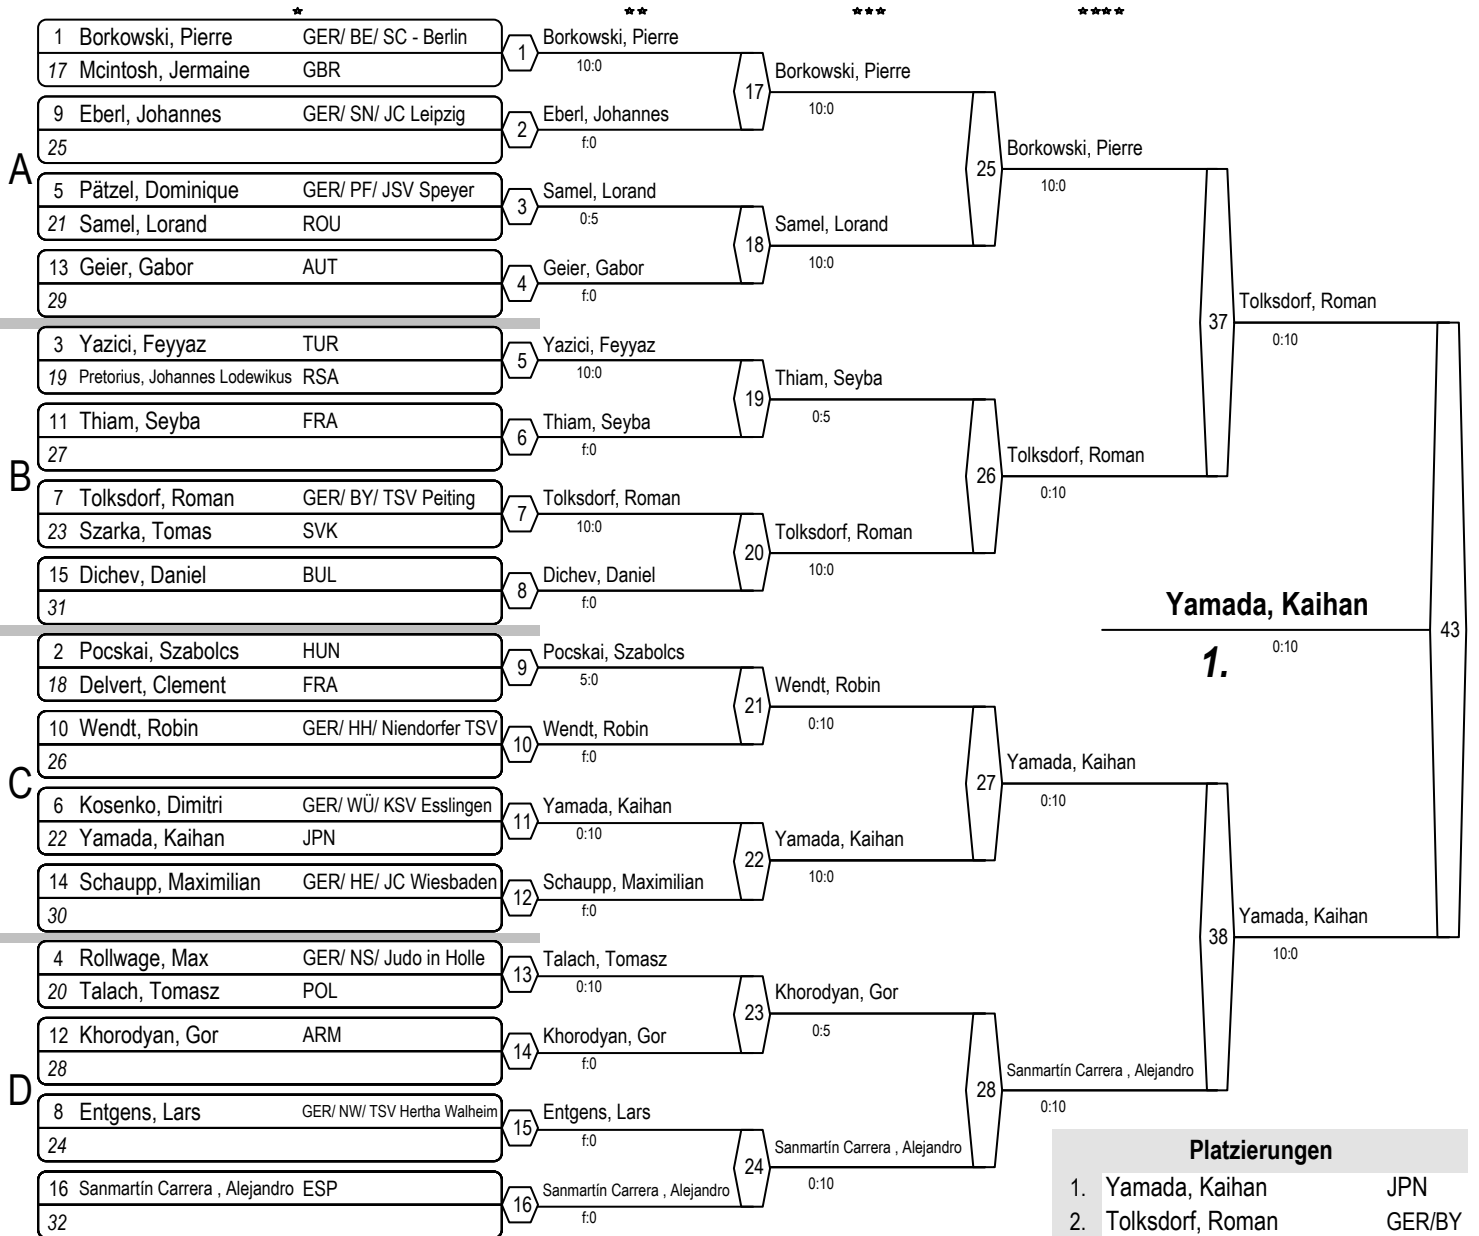 * ** *** ****
A
1 Borkowski, Pierre GER/ BE/ SC - Berlin
17 Mcintosh, Jermaine GBR
9 Eberl, Johannes GER/ SN/ JC Leipzig
25
5 Pätzel, Dominique GER/ PF/ JSV Speyer
21 Samel, Lorand ROU
13 Geier, Gabor AUT
29
B
3 Yazici, Feyyaz TUR
19 Pretorius, Johannes Lodewikus RSA
11 Thiam, Seyba FRA
27
7 Tolksdorf, Roman GER/ BY/ TSV Peiting
23 Szarka, Tomas SVK
15 Dichev, Daniel BUL
31
C
2 Pocskai, Szabolcs HUN
18 Delvert, Clement FRA
10 Wendt, Robin GER/ HH/ Niendorfer TSV
26
6 Kosenko, Dimitri GER/ WÜ/ KSV Esslingen
22 Yamada, Kaihan JPN
14 Schaupp, Maximilian GER/ HE/ JC Wiesbaden
30
D
4 Rollwage, Max GER/ NS/ Judo in Holle
20 Talach, Tomasz POL
12 Khorodyan, Gor ARM
28
8 Entgens, Lars GER/ NW/ TSV Hertha Walheim
24
16 Sanmartín Carrera , Alejandro ESP
32
1 Borkowski, Pierre
10:0
2 Eberl, Johannes
f:0
3 Samel, Lorand
0:5
4 Geier, Gabor
f:0
5 Yazici, Feyyaz
10:0
6 Thiam, Seyba
f:0
7 Tolksdorf, Roman
10:0
8 Dichev, Daniel
f:0
9 Pocskai, Szabolcs
5:0
10 Wendt, Robin
f:0
11 Yamada, Kaihan
0:10
12 Schaupp, Maximilian
f:0
13 Talach, Tomasz
0:10
14 Khorodyan, Gor
f:0
15 Entgens, Lars
f:0
16 Sanmartín Carrera , Alejandro
f:0
17 Borkowski, Pierre
10:0
18 Samel, Lorand
10:0
19 Thiam, Seyba
0:5
20 Tolksdorf, Roman
10:0
21 Wendt, Robin
0:10
22 Yamada, Kaihan
10:0
23 Khorodyan, Gor
0:5
24 Sanmartín Carrera , Alejandro
0:10
25 Borkowski, Pierre
10:0
26 Tolksdorf, Roman
0:10
27 Yamada, Kaihan
0:10
28 Sanmartín Carrera , Alejandro
0:10
37 Tolksdorf, Roman
0:10
38 Yamada, Kaihan
10:0
43 Yamada, Kaihan
0:10
1.
Platzierungen
1. Yamada, Kaihan JPN
2. Tolksdorf, Roman GER/BY